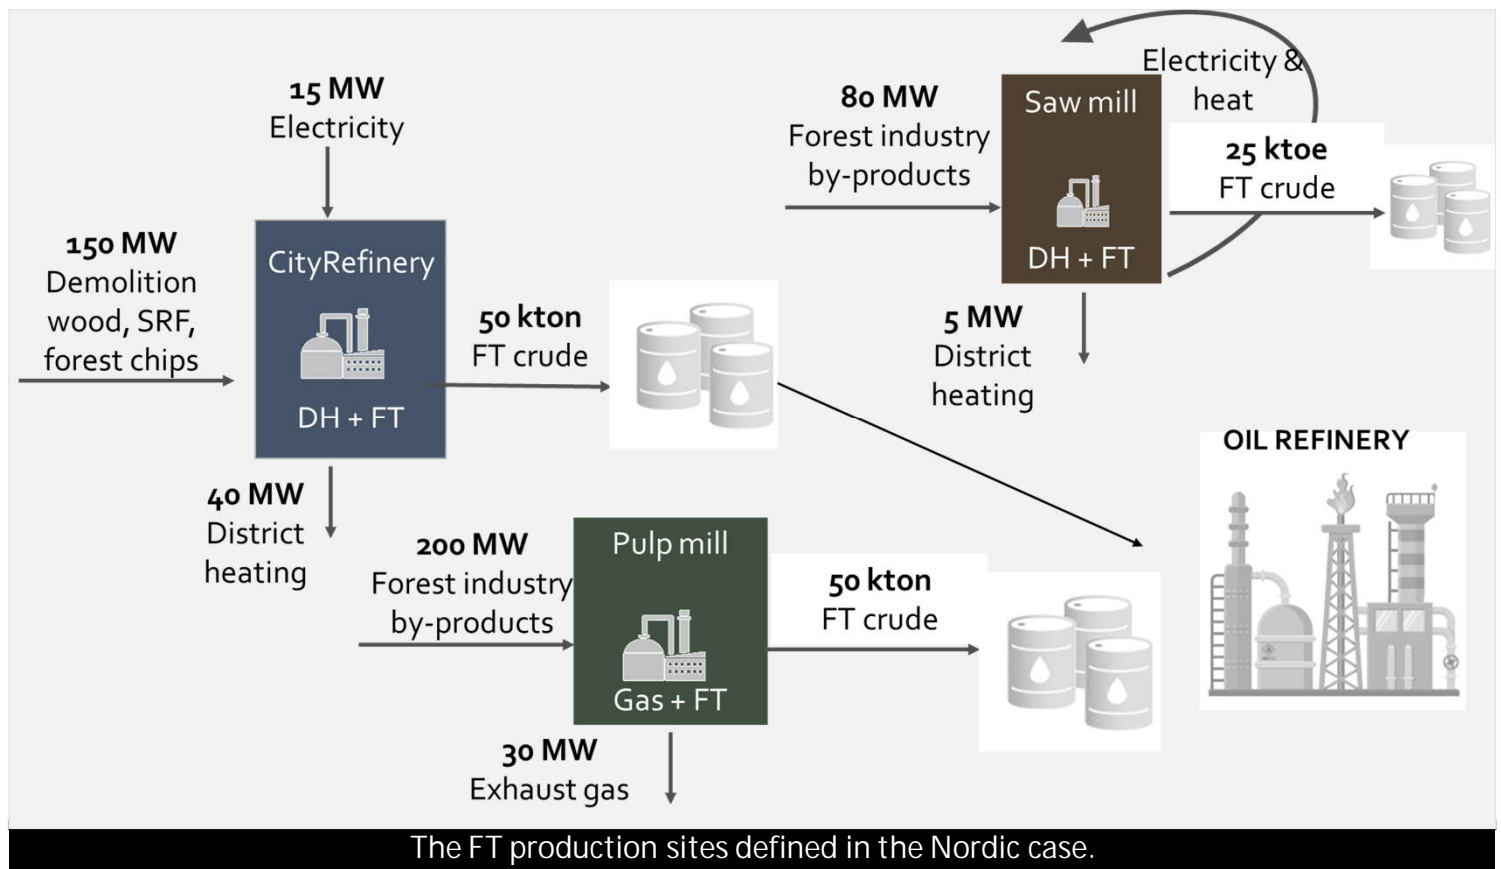 15 MW
Electricity
150 MW
Demolition
wood, SRF,
forest chips
CityRefinery
DH + FT
50 kton
FT crude
40 MW
District
heating
80 MW
Forest industry
by-products
Saw mill
DH + FT
Electricity &
heat
25 ktoe
FT crude
5 MW
District
heating
200 MW
Forest industry
by-products
Pulp mill
Gas + FT
50 kton
FT crude
30 MW
Exhaust gas
OIL REFINERY
The FT production sites defined in the Nordic case.